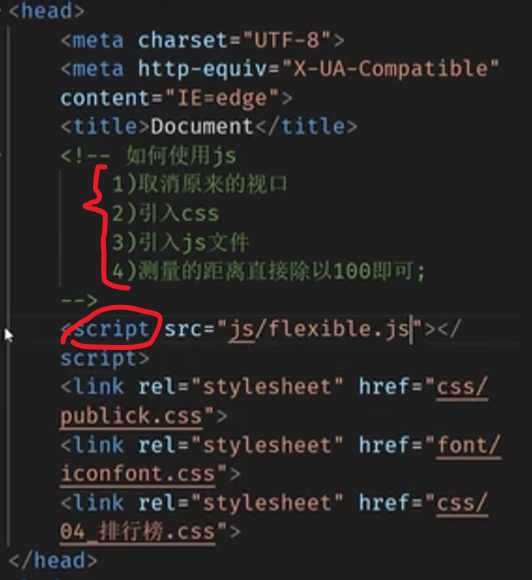 <head>
<meta charset="UTF-8">
<meta http-equiv="X-UA-Compatible"
content="IE=edge">
<title>Document</title>
<!-- 如何使用js
1)取消原来的视口
2)引入css
3)引入js文件
4)测量的距离直接除以100即可;
-->
<script src="js/flexible.js"></
script>
<link rel="stylesheet" href="css/
publick.css">
<link rel="stylesheet" href="font/
iconfont.css">
<link rel="stylesheet" href="css/
04_排行榜.css">
</head>